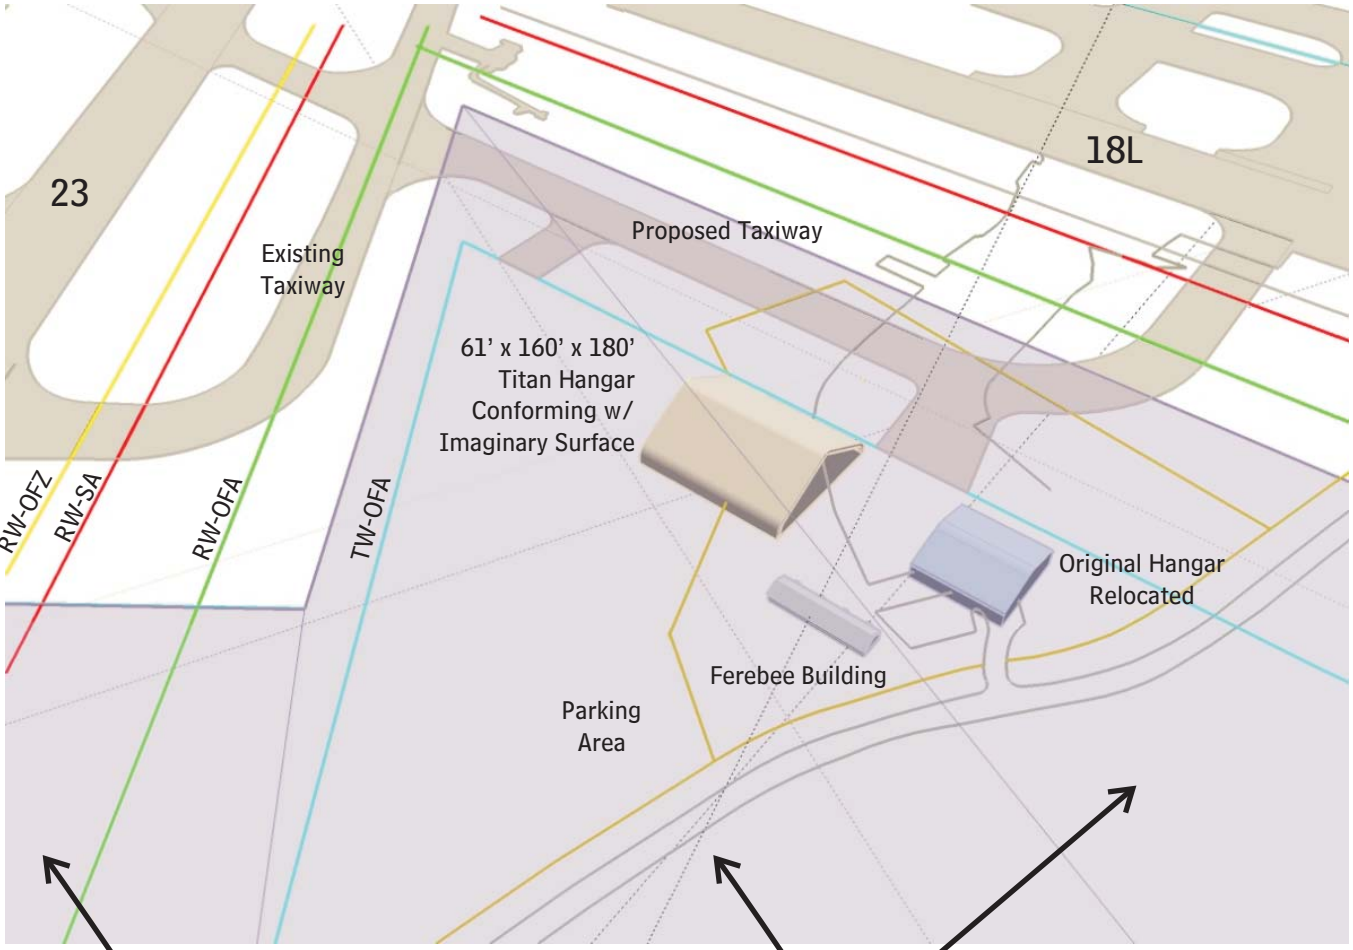 18L
23
Proposed Taxiway
Existing
Taxiway
61' x 160' x 180'
Titan Hangar
Conforming w/
Imaginary Surface
RW-OFZ
RW-SA
RW-OFA
TW-OFA
Original Hangar
Relocated
Ferebee Building
Parking
Area